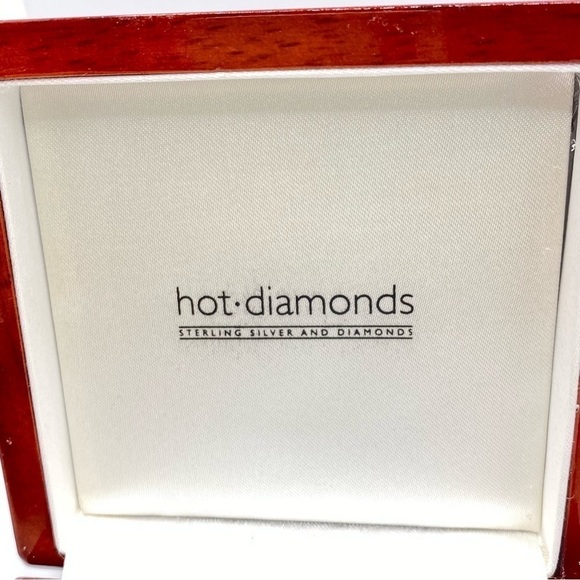 hot·diamonds
STERLING SILVER AND DIAMONDS